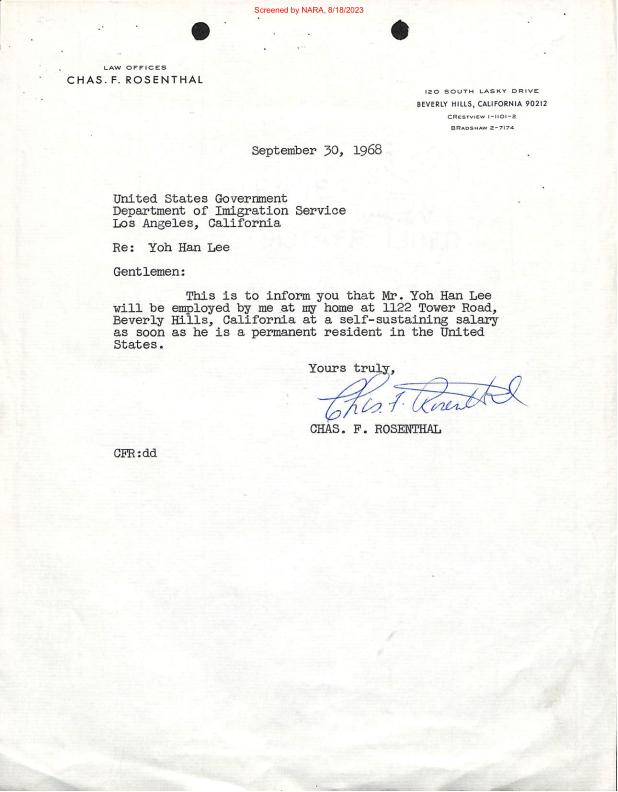 Screened by NARA, 8/18/2023
LAW OFFICES
CHAS. F. ROSENTHAL
120 SOUTH LASKY DRIVE
BEVERLY HILLS, CALIFORNIA 90212
CRESTVIEW 1-1101-2
BRADSHAW 2-7174
September 30, 1968
United States Government
Department of Imigration Service
Los Angeles, California
Re: Yoh Han Lee
Gentlemen:
This is to inform you that Mr. Yoh Han Lee
will be employed by me at my home at 1122 Tower Road,
Beverly Hills, California at a self-sustaining salary
as soon as he is a permanent resident in the United
States.
Yours truly,
Chas. F. Rosenthal
CHAS. F. ROSENTHAL
CFR:dd